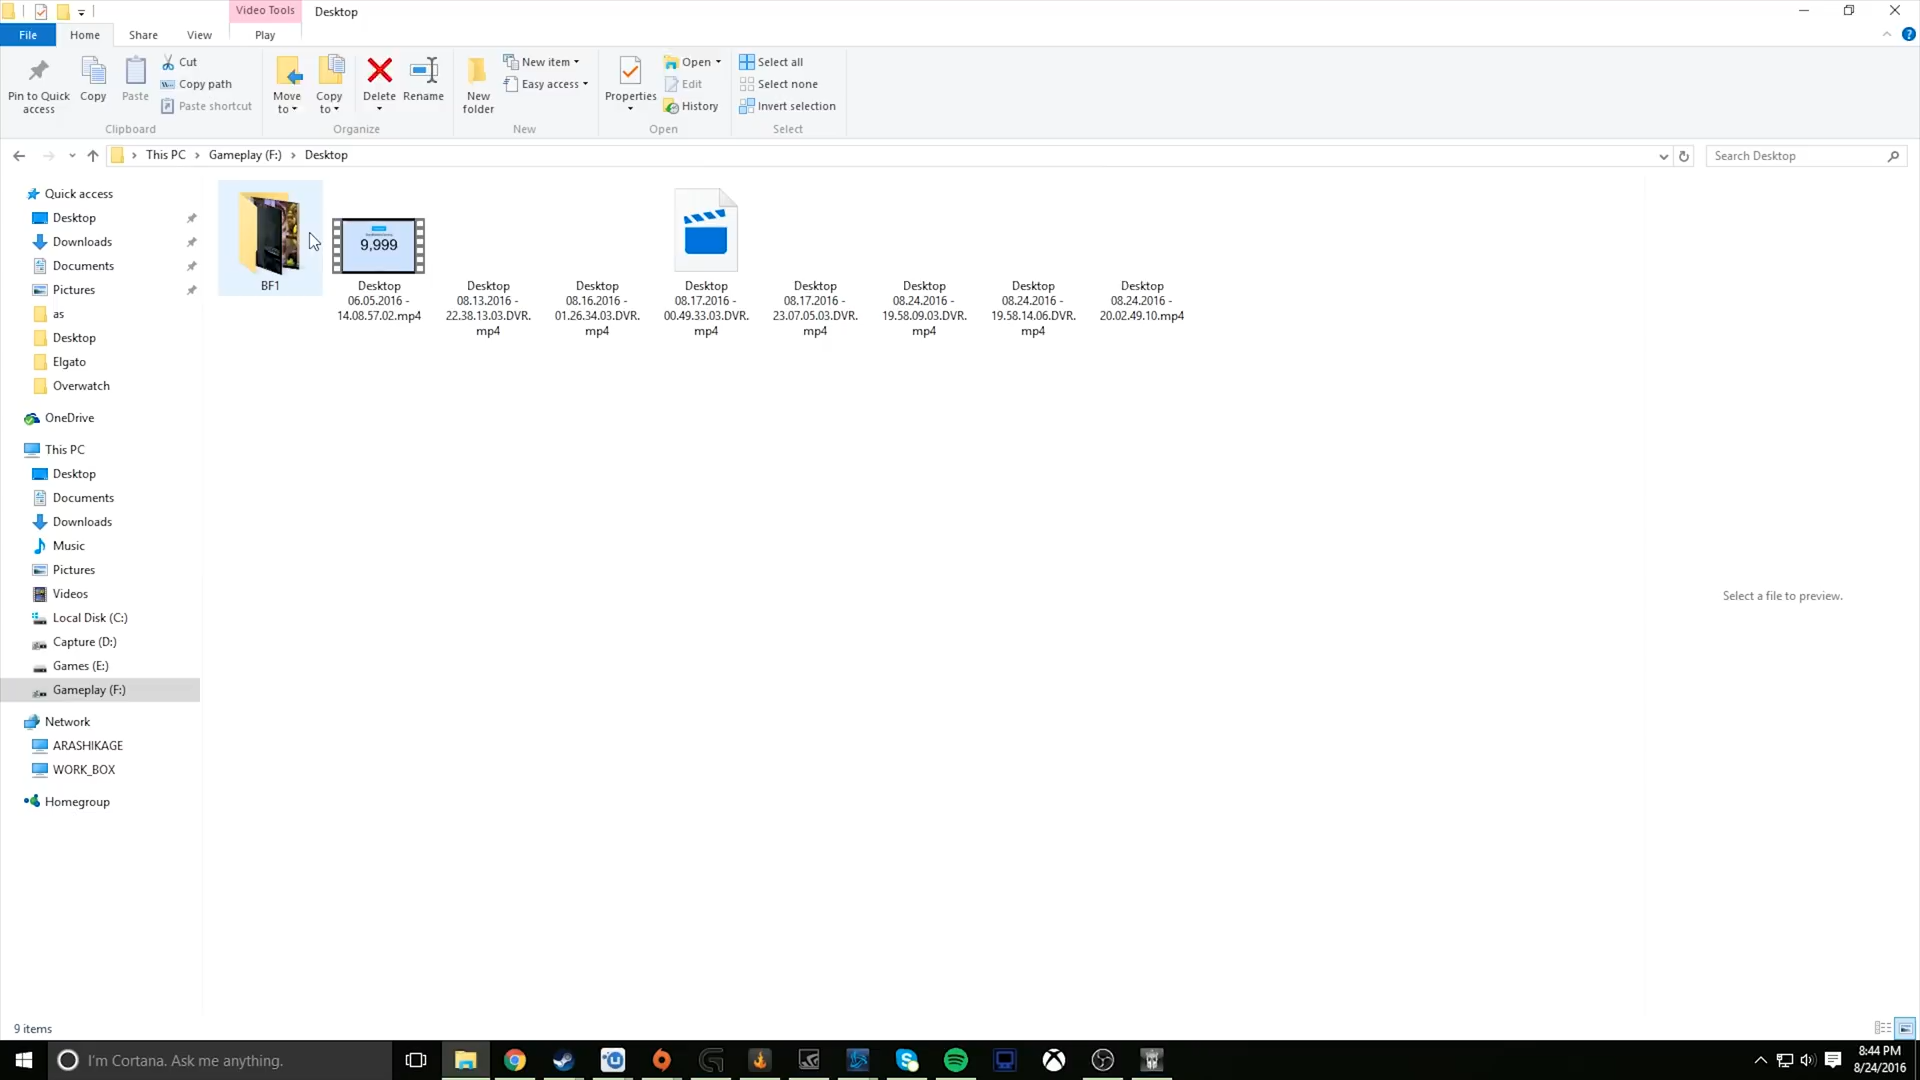 Video Tools
Desktop
File
Home
Share
View
Play
Pin to Quick access
Copy
Paste
Cut
Copy path
Paste shortcut
Clipboard
Move to
Copy to
Delete
Rename
Organize
New folder
New item
Easy access
New
Properties
Open
Edit
History
Open
Select all
Select none
Invert selection
Select
This PC
Gameplay (F:)
Desktop
Search Desktop
Quick access
Desktop
Downloads
Documents
Pictures
as
Desktop
Elgato
Overwatch
OneDrive
This PC
Desktop
Documents
Downloads
Music
Pictures
Videos
Local Disk (C:)
Capture (D:)
Games (E:)
Gameplay (F:)
Network
ARASHIKAGE
WORK_BOX
Homegroup
BF1
9,999
Desktop
06.05.2016 -
14.08.57.02.mp4
Desktop
08.13.2016 -
22.38.13.03.DVR.
mp4
Desktop
08.16.2016 -
01.26.34.03.DVR.
mp4
Desktop
08.17.2016 -
00.49.33.03.DVR.
mp4
Desktop
08.17.2016 -
23.07.05.03.DVR.
mp4
Desktop
08.24.2016 -
19.58.09.03.DVR.
mp4
Desktop
08.24.2016 -
19.58.14.06.DVR.
mp4
Desktop
08.24.2016 -
20.02.49.10.mp4
Select a file to preview.
9 items
I'm Cortana. Ask me anything.
8:44 PM
8/24/2016